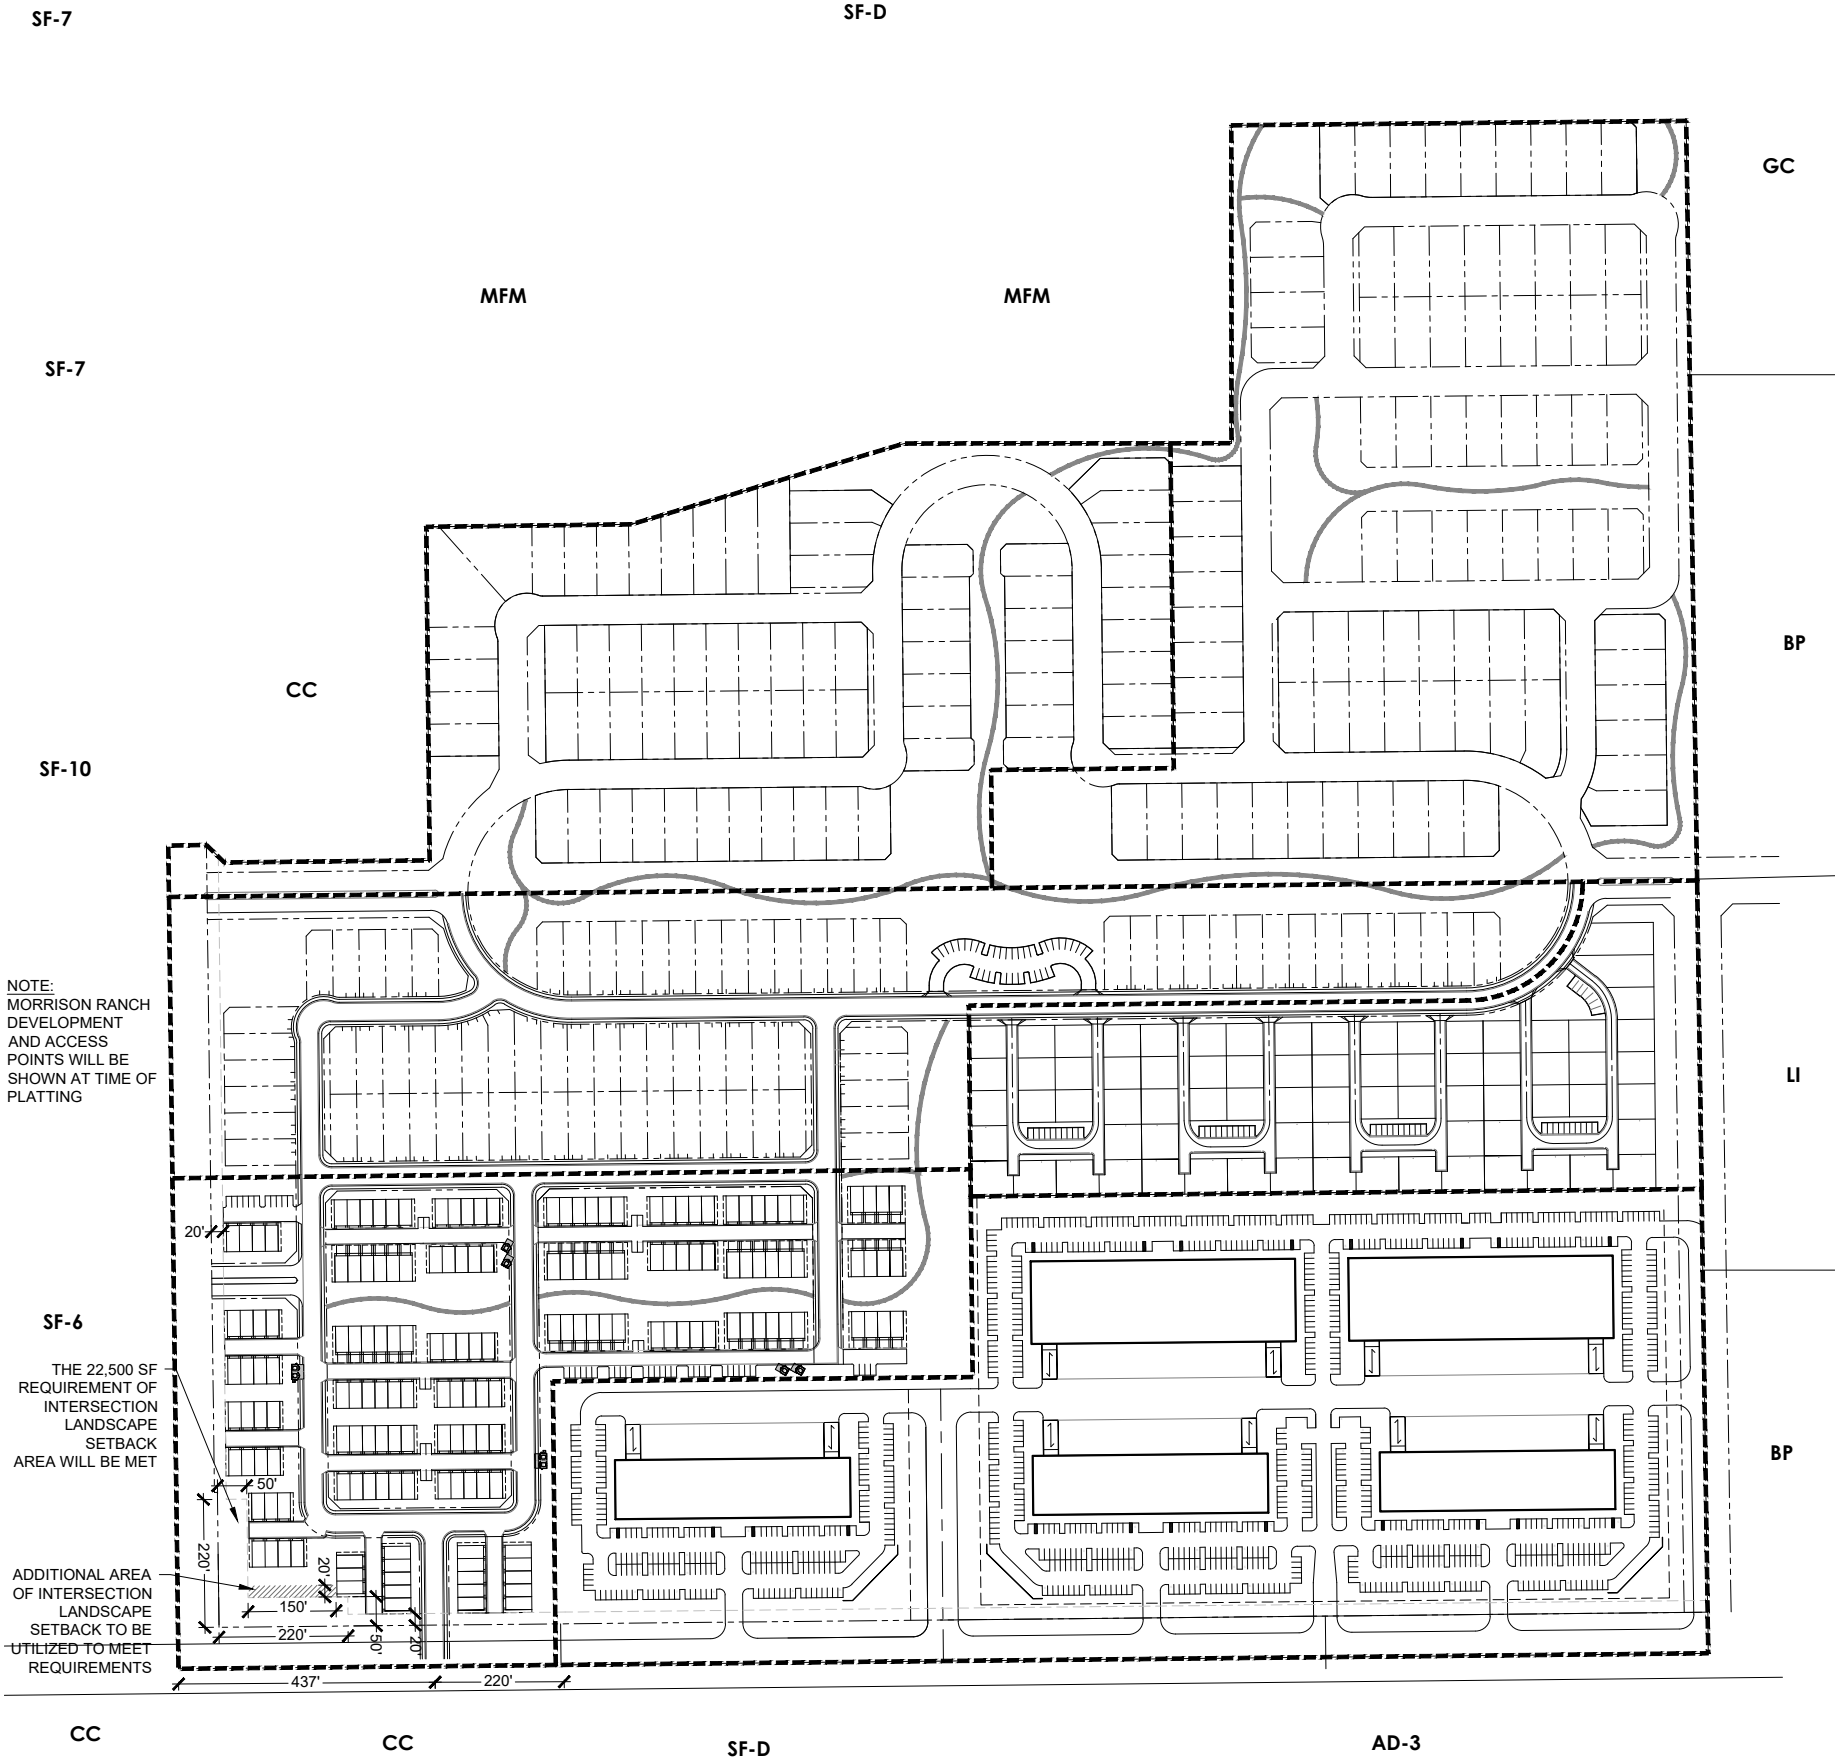 SF-7
SF-D
GC
MFM
MFM
SF-7
BP
CC
SF-10
NOTE:
MORRISON RANCH
DEVELOPMENT
AND ACCESS
POINTS WILL BE
SHOWN AT TIME OF
PLATTING
LI
20'
SF-6
THE 22,500 SF
REQUIREMENT OF
INTERSECTION
LANDSCAPE
SETBACK
AREA WILL BE MET
BP
50'
220'
20'
ADDITIONAL AREA
OF INTERSECTION
LANDSCAPE
SETBACK TO BE
UTILIZED TO MEET
REQUIREMENTS
150'
220'
50'
20'
437'
220'
CC
CC
SF-D
AD-3